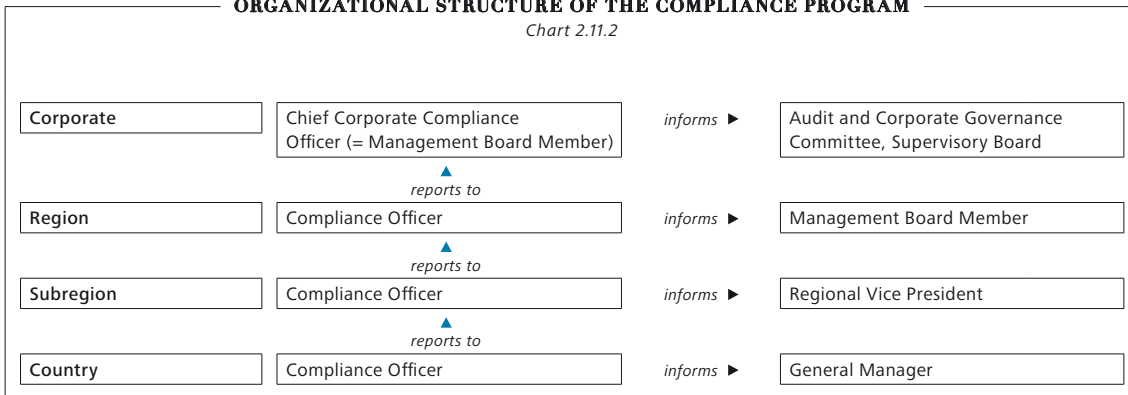 ORGANIZATIONAL STRUCTURE OF THE COMPLIANCE PROGRAM
Chart 2.11.2
Corporate
Chief Corporate Compliance
Officer (= Management Board Member)
informs ►
Audit and Corporate Governance
Committee, Supervisory Board
▲
reports to
Region
Compliance Officer
informs ►
Management Board Member
▲
reports to
Subregion
Compliance Officer
informs ►
Regional Vice President
▲
reports to
Country
Compliance Officer
informs ►
General Manager